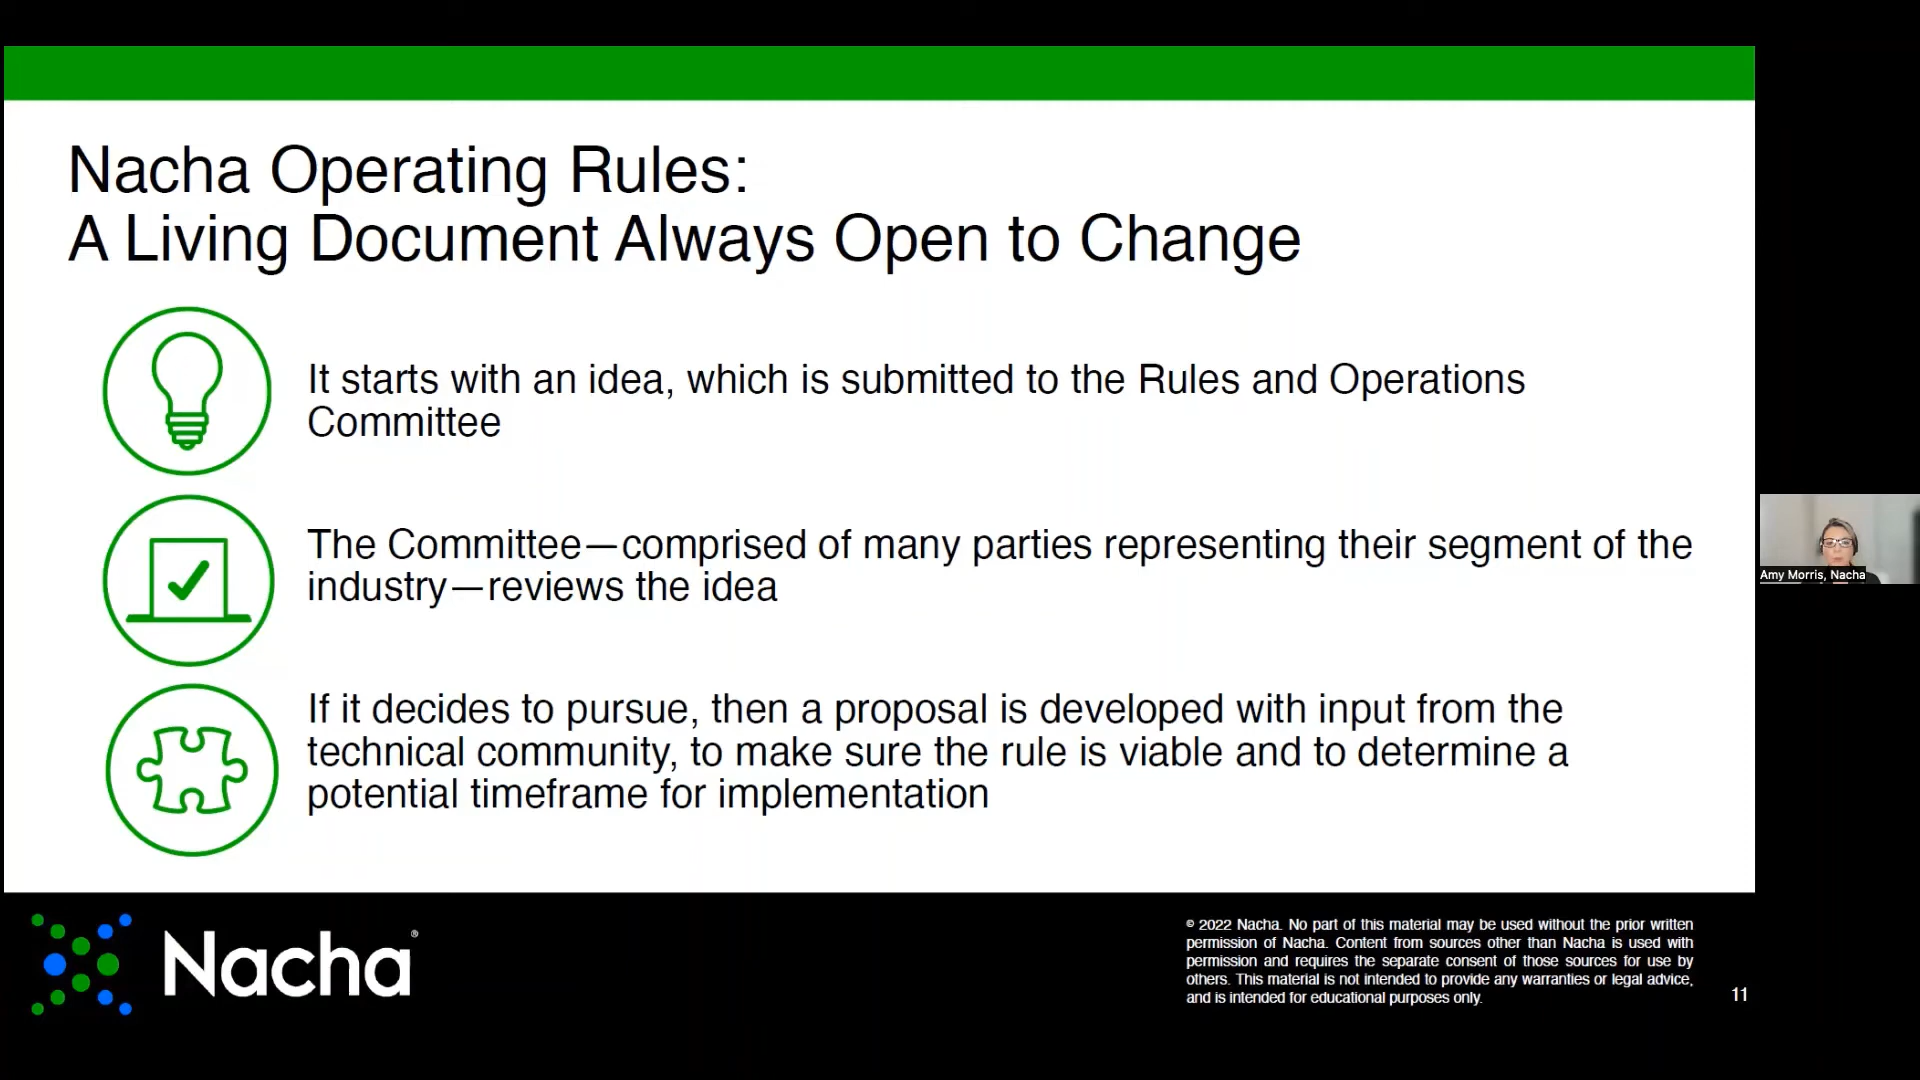 Nacha Operating Rules:
A Living Document Always Open to Change
It starts with an idea, which is submitted to the Rules and Operations
Committee
The Committee—comprised of many parties representing their segment of the
industry—reviews the idea
If it decides to pursue, then a proposal is developed with input from the
technical community, to make sure the rule is viable and to determine a
potential timeframe for implementation
Amy Morris, Nacha
Nacha®
© 2022 Nacha. No part of this material may be used without the prior written
permission of Nacha. Content from sources other than Nacha is used with
permission and requires the separate consent of those sources for use by
others. This material is not intended to provide any warranties or legal advice,
and is intended for educational purposes only.
11